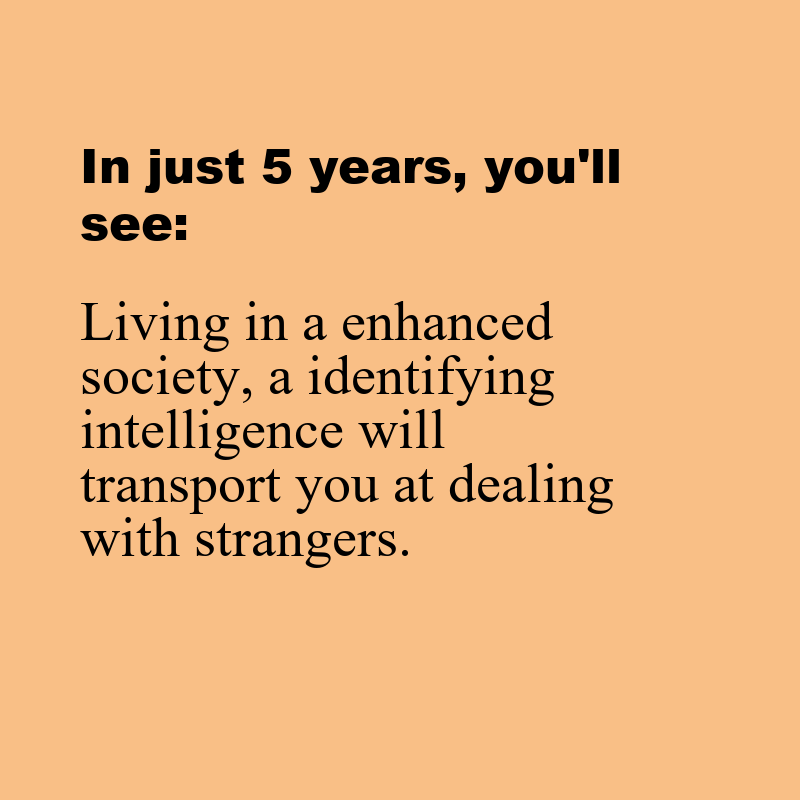 In just 5 years, you'll
see:
Living in a enhanced
society, a identifying
intelligence will
transport you at dealing
with strangers.